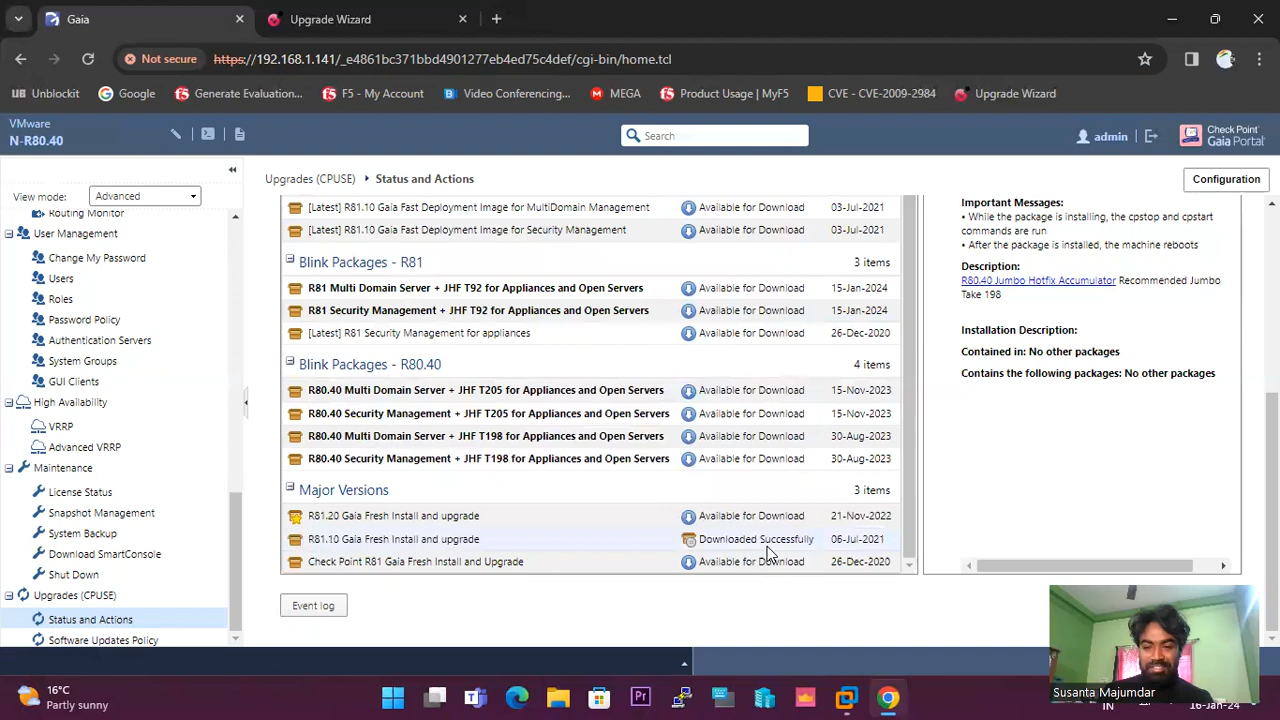 Gaia
Upgrade Wizard
Not secure
https://192.168.1.141/_e4861bc371bbd4901277eb4ed75c4def/cgi-bin/home.tcl
Unblockit
Google
Generate Evaluation...
F5 - My Account
Video Conferencing,...
MEGA
Product Usage | MyF5
CVE - CVE-2009-2984
Upgrade Wizard
VMware
N-R80.40
Search
admin
Check Point
Gaia Portal
View mode:
Advanced
Upgrades (CPUSE)
Status and Actions
Configuration
Routing Monitor
User Management
Change My Password
Users
Roles
Password Policy
Authentication Servers
System Groups
GUI Clients
High Availability
VRRP
Advanced VRRP
Maintenance
License Status
Snapshot Management
System Backup
Download SmartConsole
Shut Down
Upgrades (CPUSE)
Status and Actions
Software Updates Policy
[Latest] R81.10 Gaia Fast Deployment Image for MultiDomain Management Available for Download 03-Jul-2021
[Latest] R81.10 Gaia Fast Deployment Image for Security Management Available for Download 03-Jul-2021
Blink Packages - R81 3 items
R81 Multi Domain Server + JHF T92 for Appliances and Open Servers Available for Download 15-Jan-2024
R81 Security Management + JHF T92 for Appliances and Open Servers Available for Download 15-Jan-2024
[Latest] R81 Security Management for appliances Available for Download 26-Dec-2020
Blink Packages - R80.40 4 items
R80.40 Multi Domain Server + JHF T205 for Appliances and Open Servers Available for Download 15-Nov-2023
R80.40 Security Management + JHF T205 for Appliances and Open Servers Available for Download 15-Nov-2023
R80.40 Multi Domain Server + JHF T198 for Appliances and Open Servers Available for Download 30-Aug-2023
R80.40 Security Management + JHF T198 for Appliances and Open Servers Available for Download 30-Aug-2023
Major Versions 3 items
R81.20 Gaia Fresh Install and upgrade Available for Download 21-Nov-2022
R81.10 Gaia Fresh Install and upgrade Downloaded Successfully 06-Jul-2021
Check Point R81 Gaia Fresh Install and Upgrade Available for Download 26-Dec-2020
Event log
Important Messages:
• While the package is installing, the cpstop and cpstart
commands are run
• After the package is installed, the machine reboots
Description:
R80.40 Jumbo Hotfix Accumulator Recommended Jumbo
Take 198
Installation Description:
Contained in: No other packages
Contains the following packages: No other packages
Susanta Majumdar
16°C
Partly sunny
IN
16-Jan-24